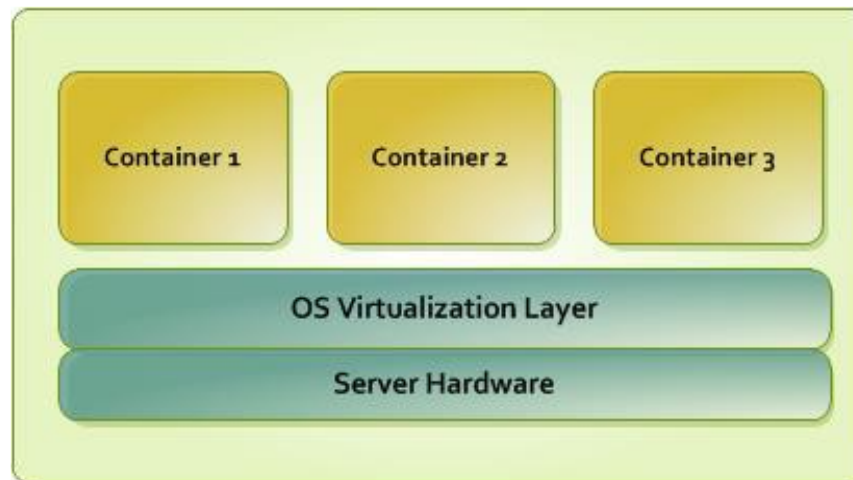 Container 1
Container 2
Container 3
OS Virtualization Layer
Server Hardware